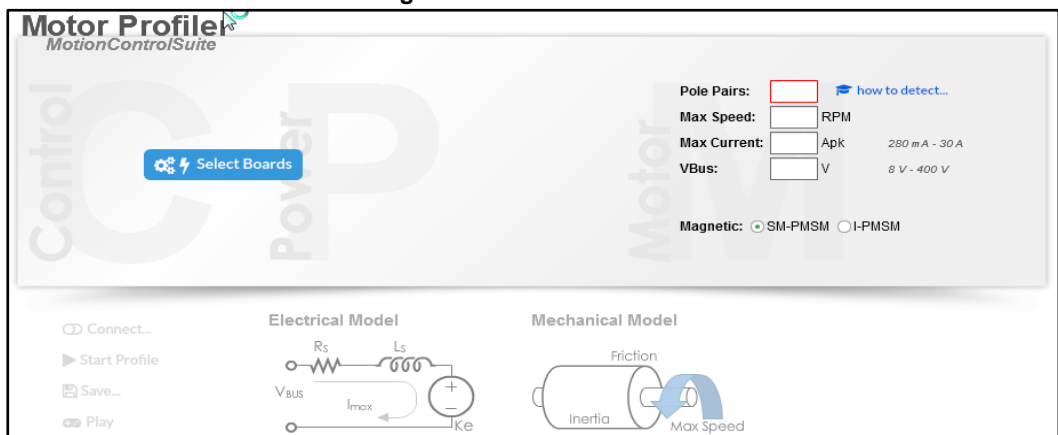 Motor Profiler
MotionControlSuite
Control
C
Power
P
Motor
M
Select Boards
Pole Pairs: how to detect...
Max Speed: RPM
Max Current: Apk 280 mA - 30 A
VBus: V 8 V - 400 V
Magnetic: SM-PMSM I-PMSM
Connect...
Start Profile
Save...
Play
Electrical Model
Rs Ls
VBUS
Imax
+
−
Ke
Mechanical Model
Friction
Inertia
Max Speed